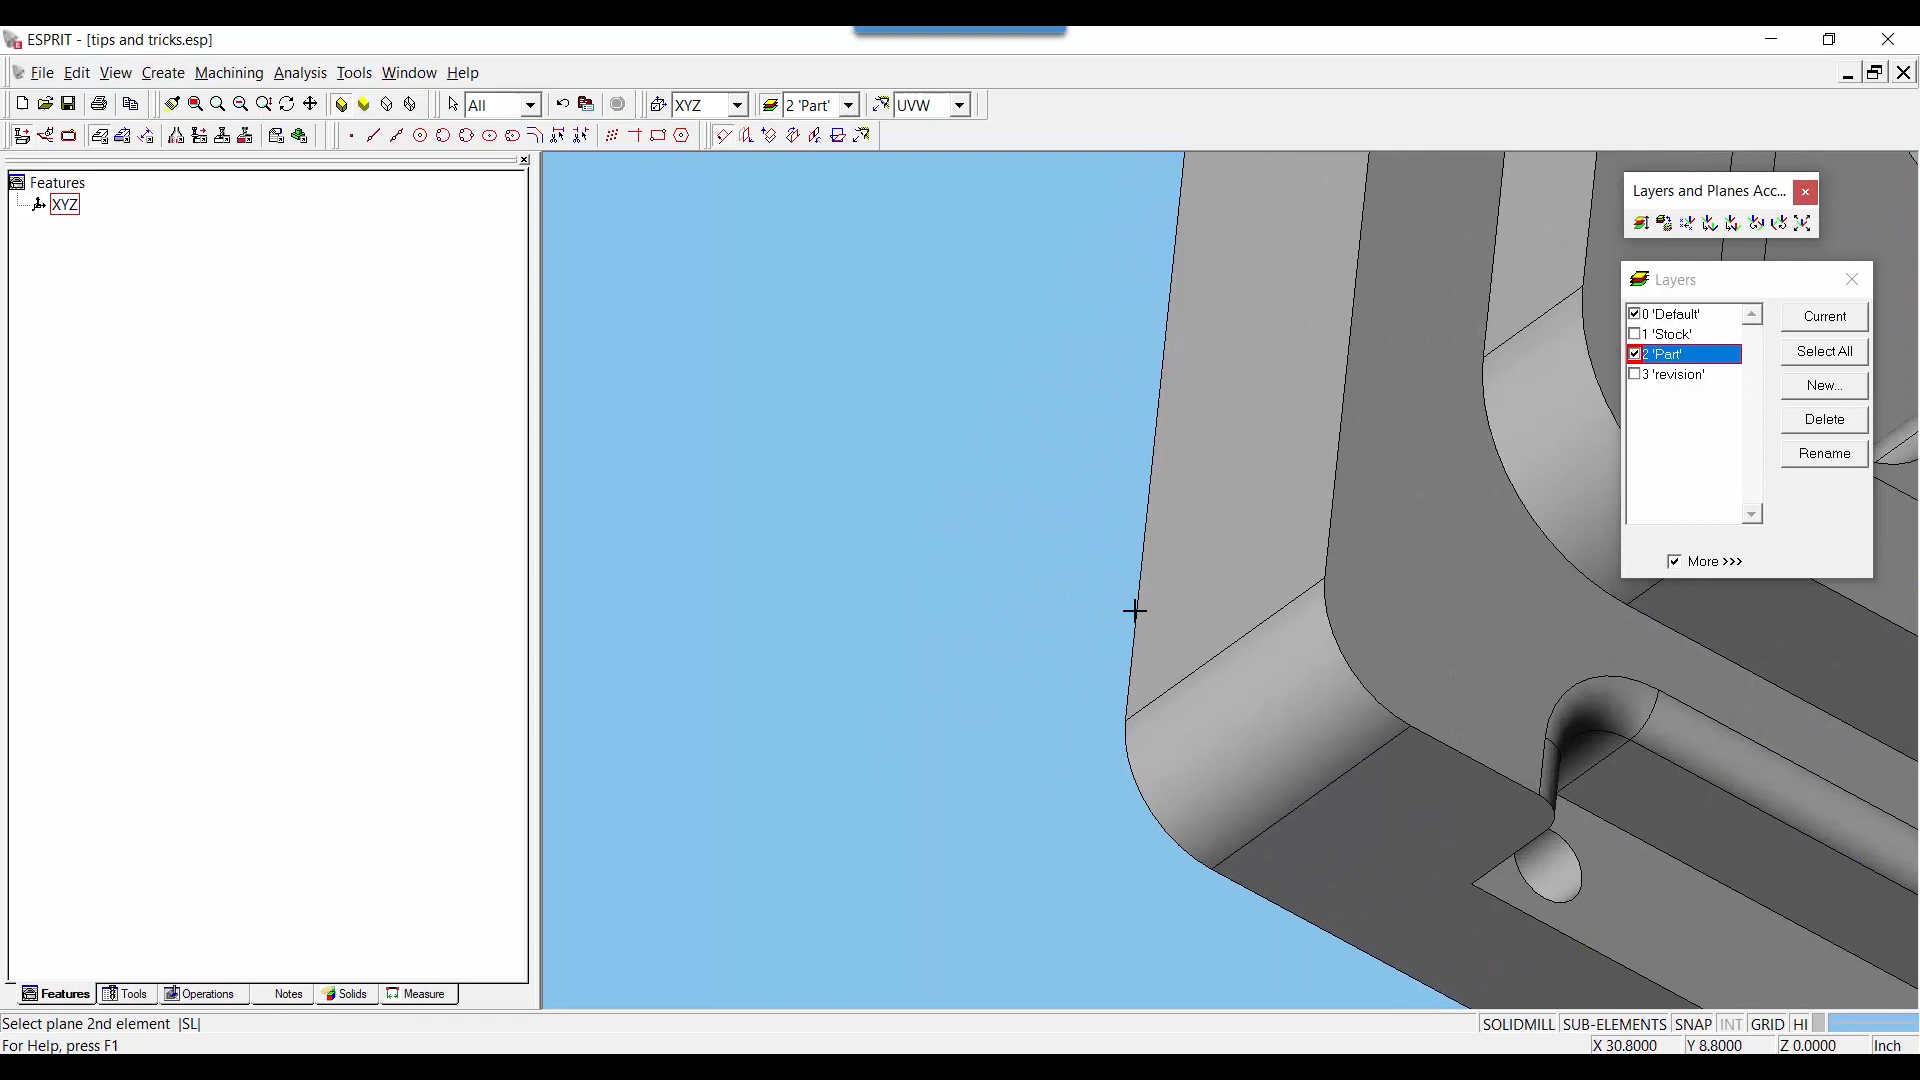 ESPRIT - [tips and tricks.esp]
File Edit View Create Machining Analysis Tools Window Help
All XYZ 2 'Part' UVW
Features
XYZ
Layers and Planes Acc...
Layers
0 'Default'
1 'Stock'
2 'Part'
3 'revision'
Current
Select All
New...
Delete
Rename
More >>>
Features Tools Operations Notes Solids Measure
Select plane 2nd element |SL|
SOLIDMILL SUB-ELEMENTS SNAP INT GRID HI
For Help, press F1
X 30.8000 Y 8.8000 Z 0.0000 Inch